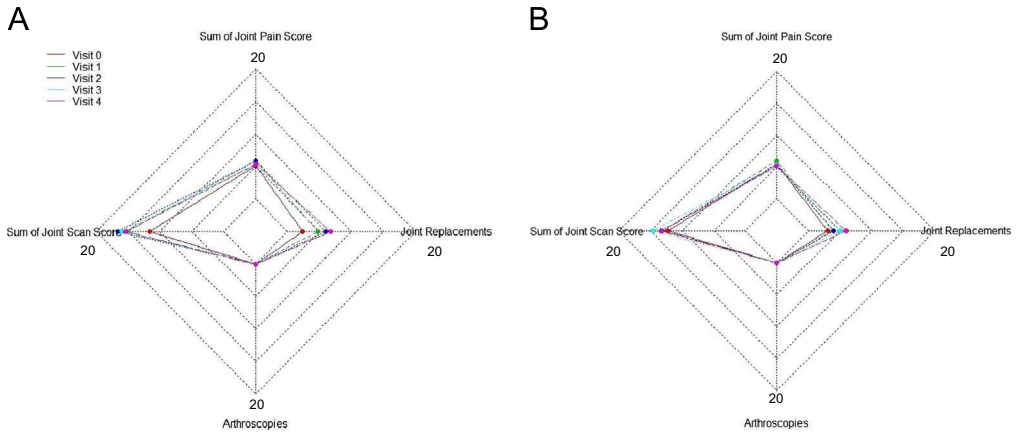 A
B
Sum of Joint Pain Score
Sum of Joint Pain Score
20
20
Visit 0
Visit 1
Visit 2
Visit 3
Visit 4
Sum of Joint Scan Score
Joint Replacements
Sum of Joint Scan Score
Joint Replacements
20
20
20
20
20
20
Arthroscopies
Arthroscopies